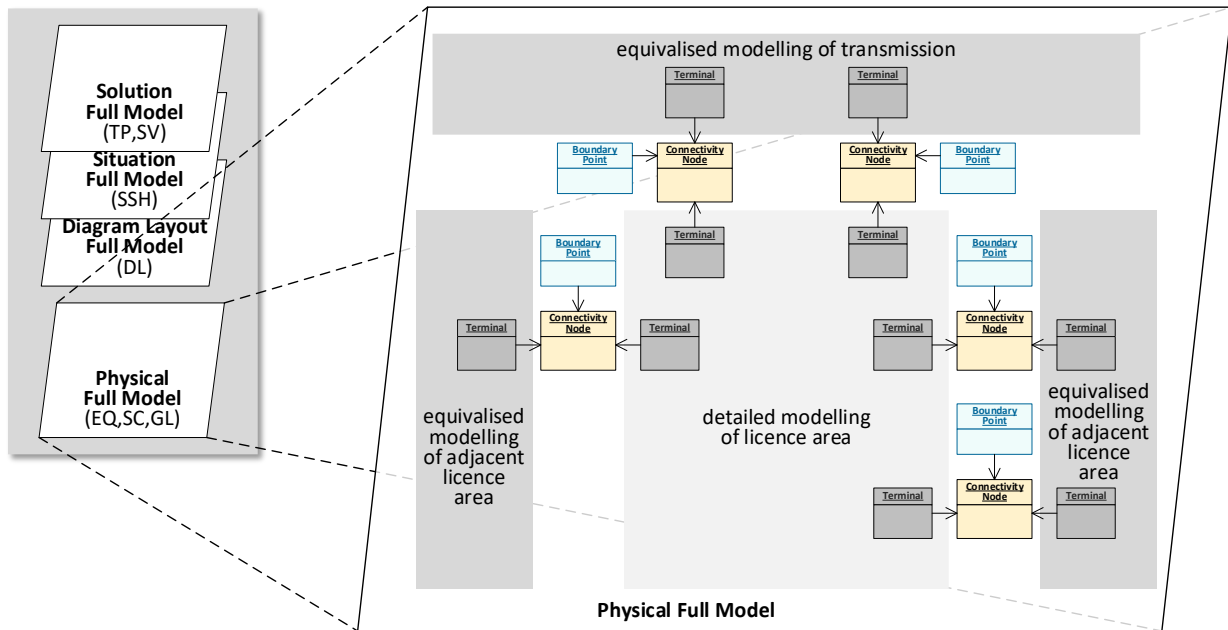 Solution
Full Model
(TP,SV)
Situation
Full Model
(SSH)
Diagram Layout
Full Model
(DL)
Physical
Full Model
(EQ,SC,GL)
equivalised modelling of transmission
Terminal
Terminal
Boundary
Point
Connectivity
Node
Connectivity
Node
Boundary
Point
Terminal
Terminal
Boundary
Point
Boundary
Point
Terminal
Connectivity
Node
Terminal
Terminal
Connectivity
Node
Terminal
equivalised
modelling
of adjacent
licence
area
detailed modelling
of licence area
equivalised
modelling
of adjacent
licence
area
Boundary
Point
Terminal
Connectivity
Node
Terminal
Physical Full Model